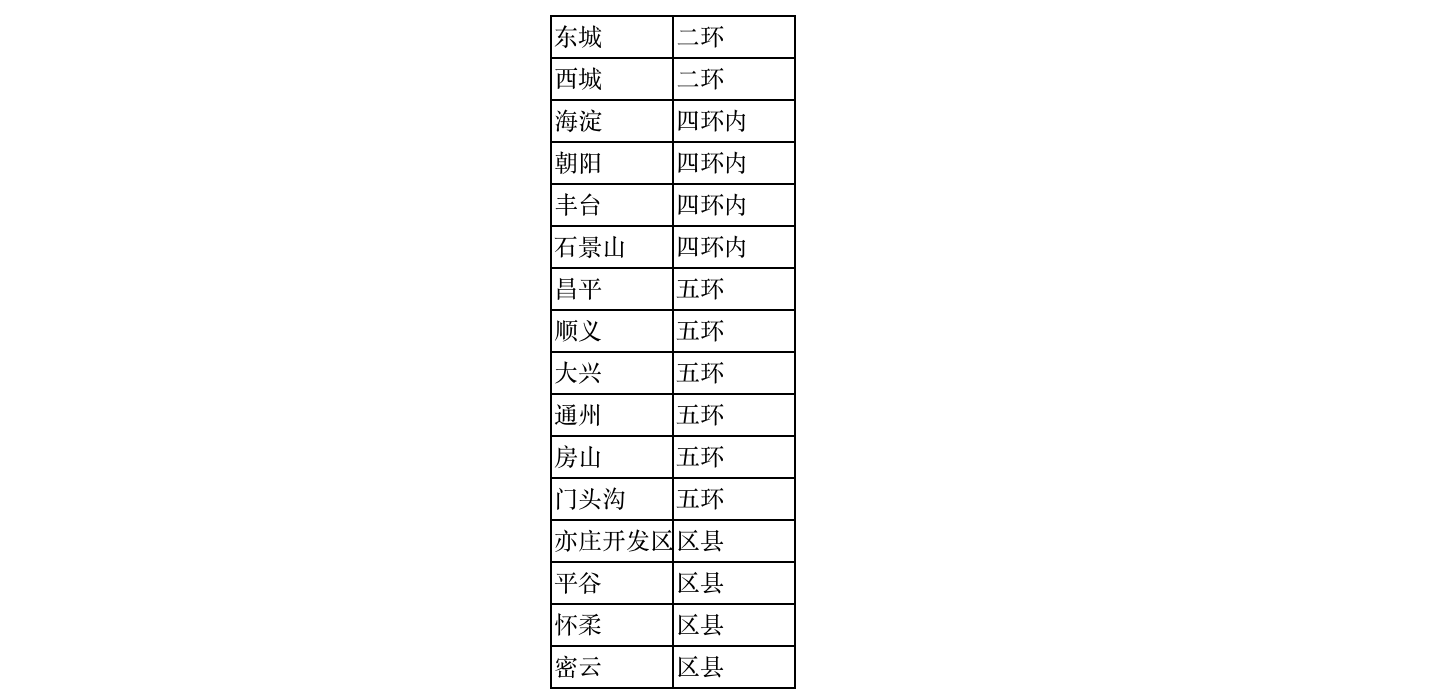 东城 二环
西城 二环
海淀 四环内
朝阳 四环内
丰台 四环内
石景山 四环内
昌平 五环
顺义 五环
大兴 五环
通州 五环
房山 五环
门头沟 五环
亦庄开发区 区县
平谷 区县
怀柔 区县
密云 区县